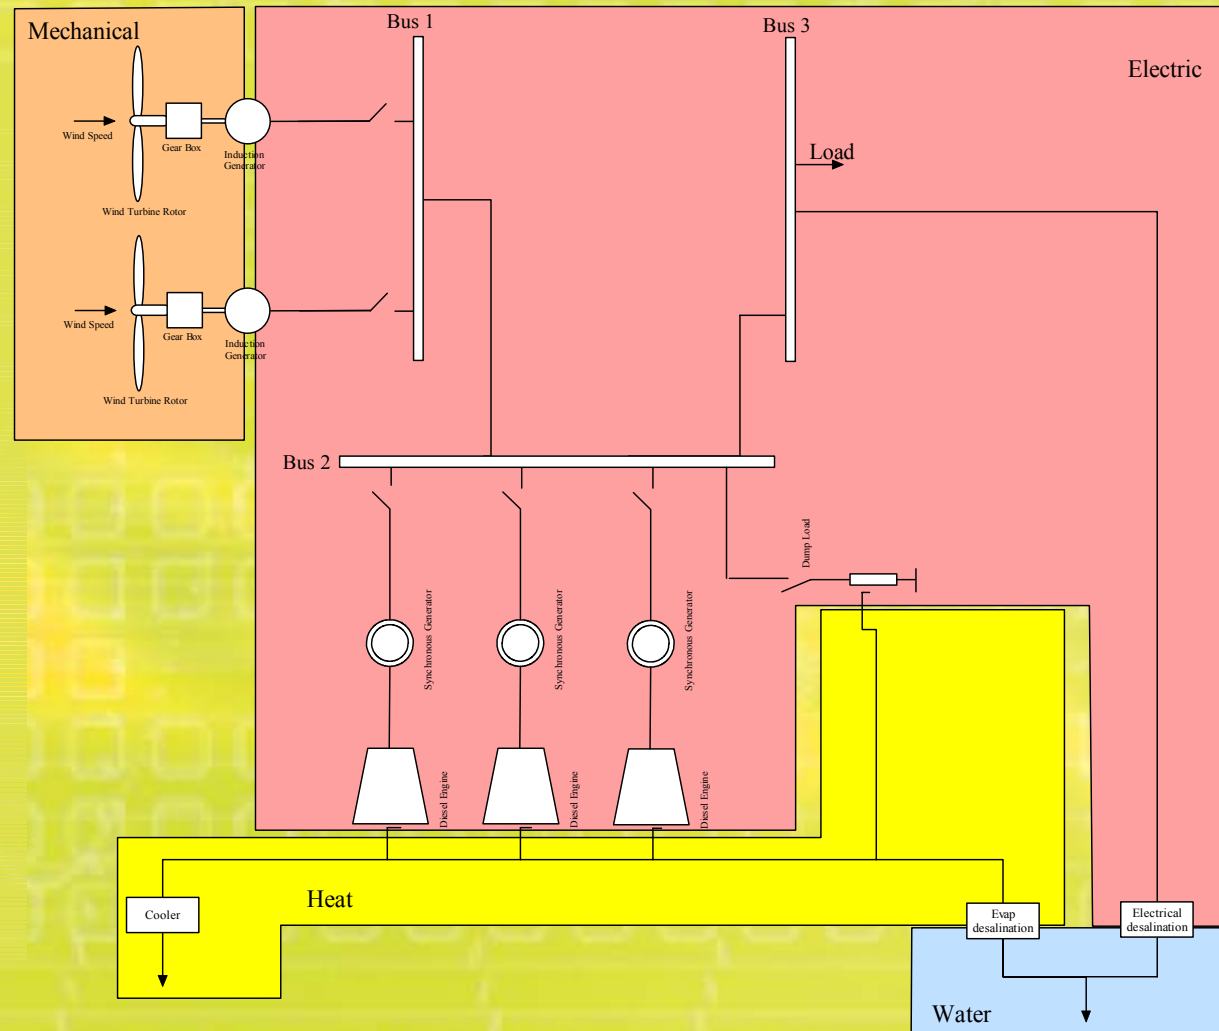 Mechanical
Bus 1
Bus 3
Electric
Wind Speed
Gear Box
Induction
Generator
Wind Turbine Rotor
Load
Wind Speed
Gear Box
Induction
Generator
Wind Turbine Rotor
Bus 2
Dump Load
Synchronous Generator
Synchronous Generator
Synchronous Generator
Diesel Engine
Diesel Engine
Diesel Engine
Heat
Cooler
Evap
desalination
Electrical
desalination
Water